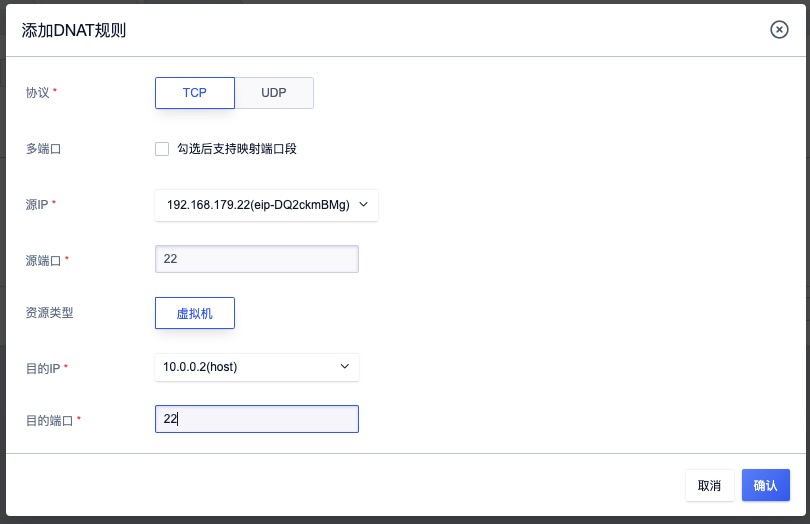 添加DNAT规则
协议 * TCP UDP
多端口 勾选后支持映射端口段
源IP * 192.168.179.22(eip-DQ2ckmBMg)
源端口 * 22
资源类型 虚拟机
目的IP * 10.0.0.2(host)
目的端口 * 22
取消 确认